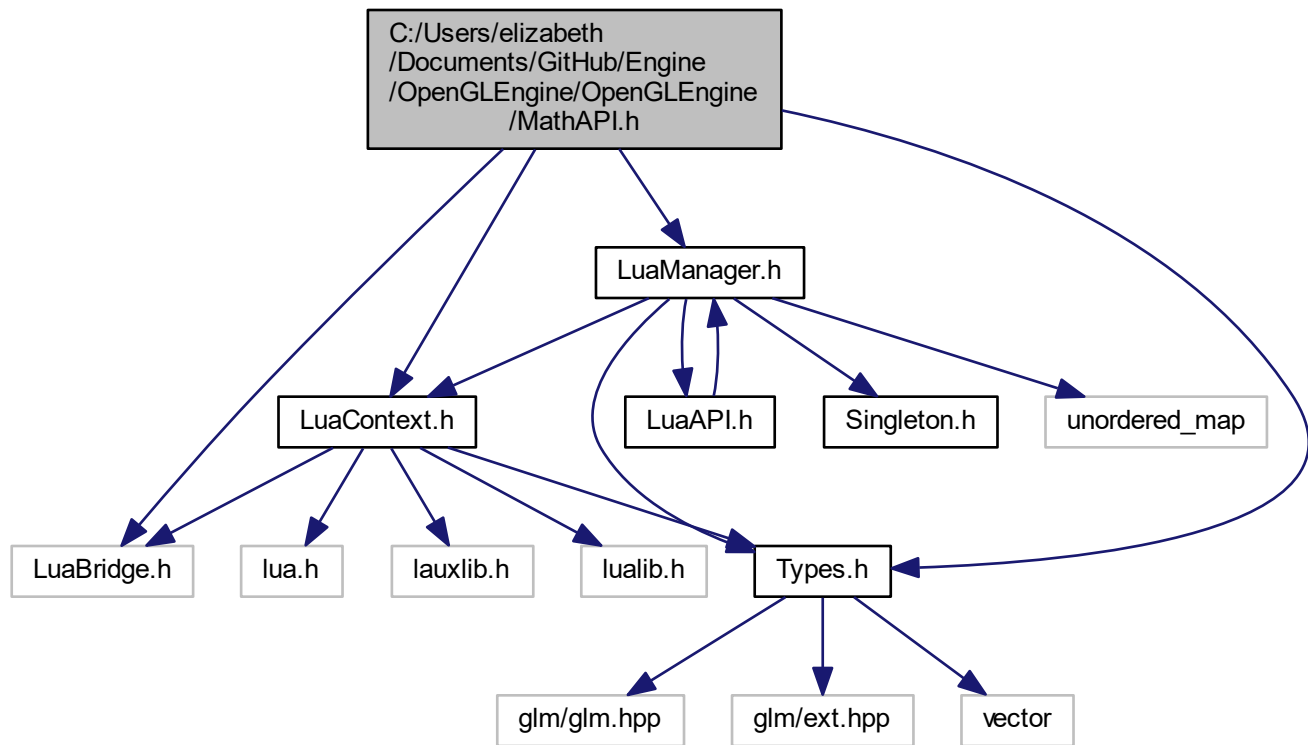 C:/Users/elizabeth
/Documents/GitHub/Engine
/OpenGLEngine/OpenGLEngine
/MathAPI.h
LuaManager.h
LuaContext.h
LuaAPI.h
Singleton.h
unordered_map
LuaBridge.h
lua.h
lauxlib.h
lualib.h
Types.h
glm/glm.hpp
glm/ext.hpp
vector